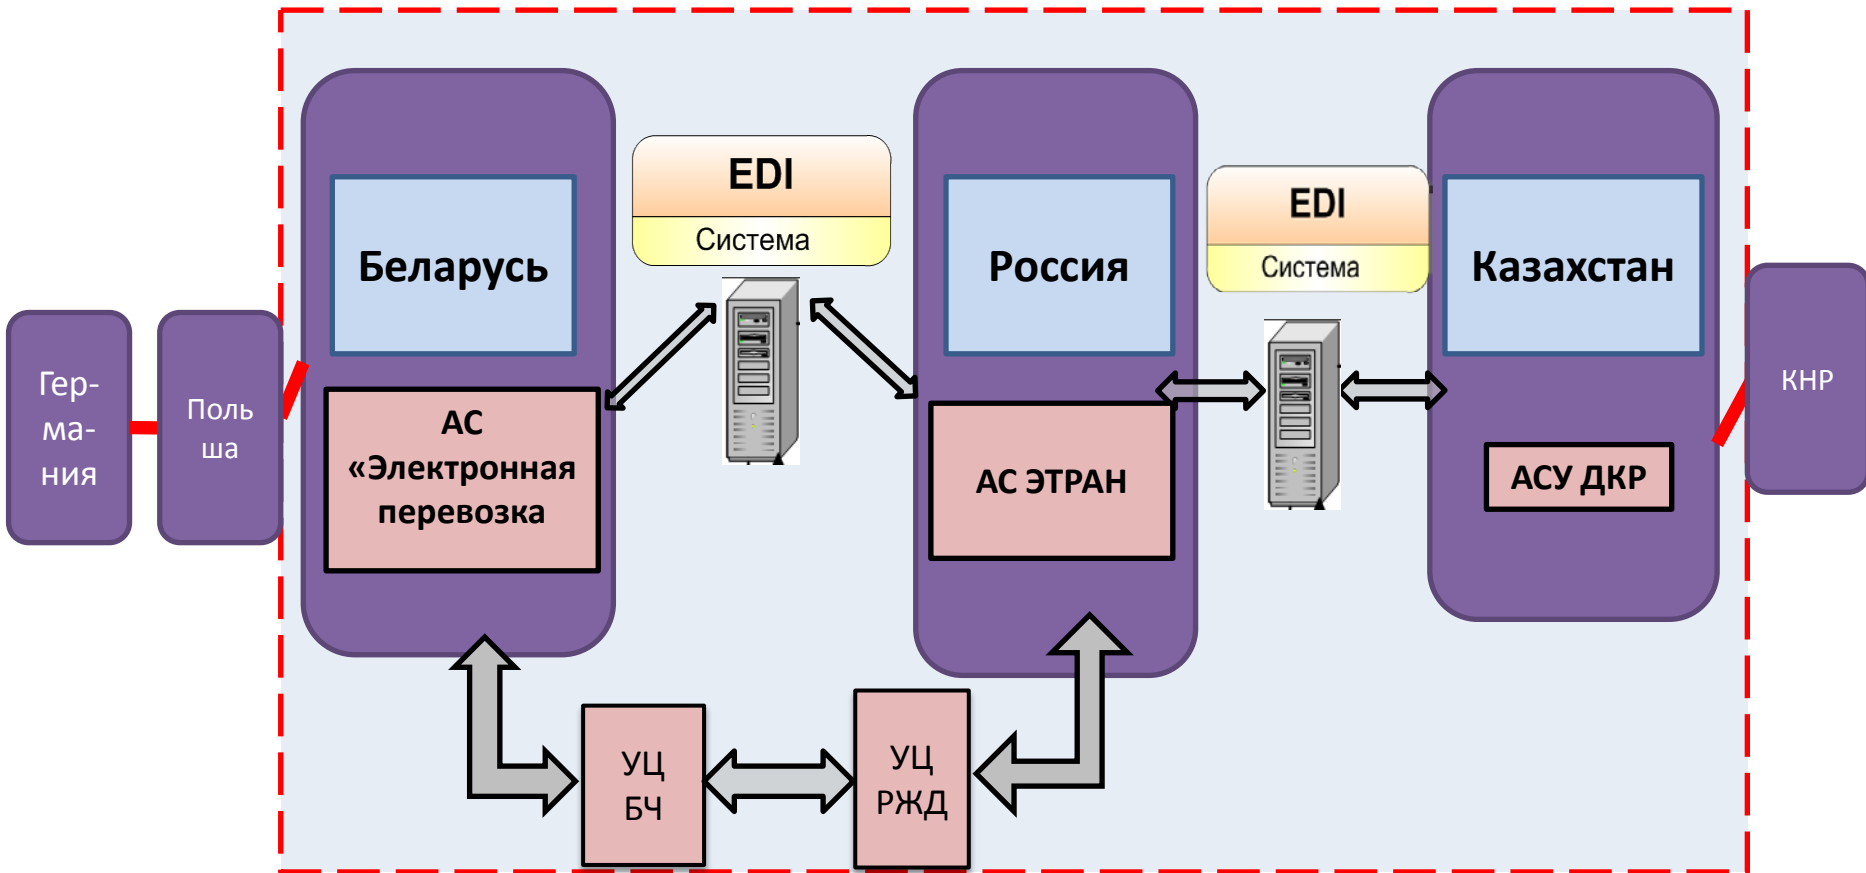 Гер-
ма-
ния
Поль
ша
Беларусь
АС
«Электронная
перевозка
EDI
Система
Россия
АС ЭТРАН
EDI
Система
Казахстан
АСУ ДКР
КНР
УЦ
БЧ
УЦ
РЖД